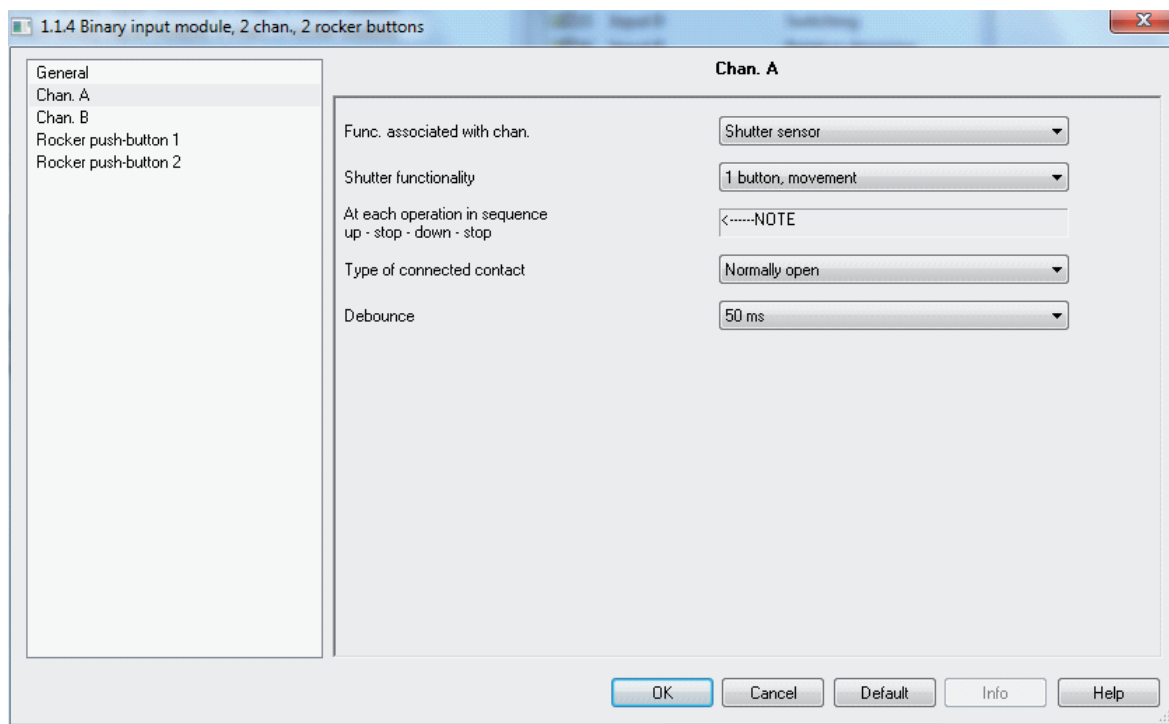 1.1.4 Binary input module, 2 chan., 2 rocker buttons
General
Chan. A
Chan. B
Rocker push-button 1
Rocker push-button 2
Chan. A
Func. associated with chan.
Shutter sensor
Shutter functionality
1 button, movement
At each operation in sequence
up - stop - down - stop
<------NOTE
Type of connected contact
Normally open
Debounce
50 ms
OK
Cancel
Default
Info
Help